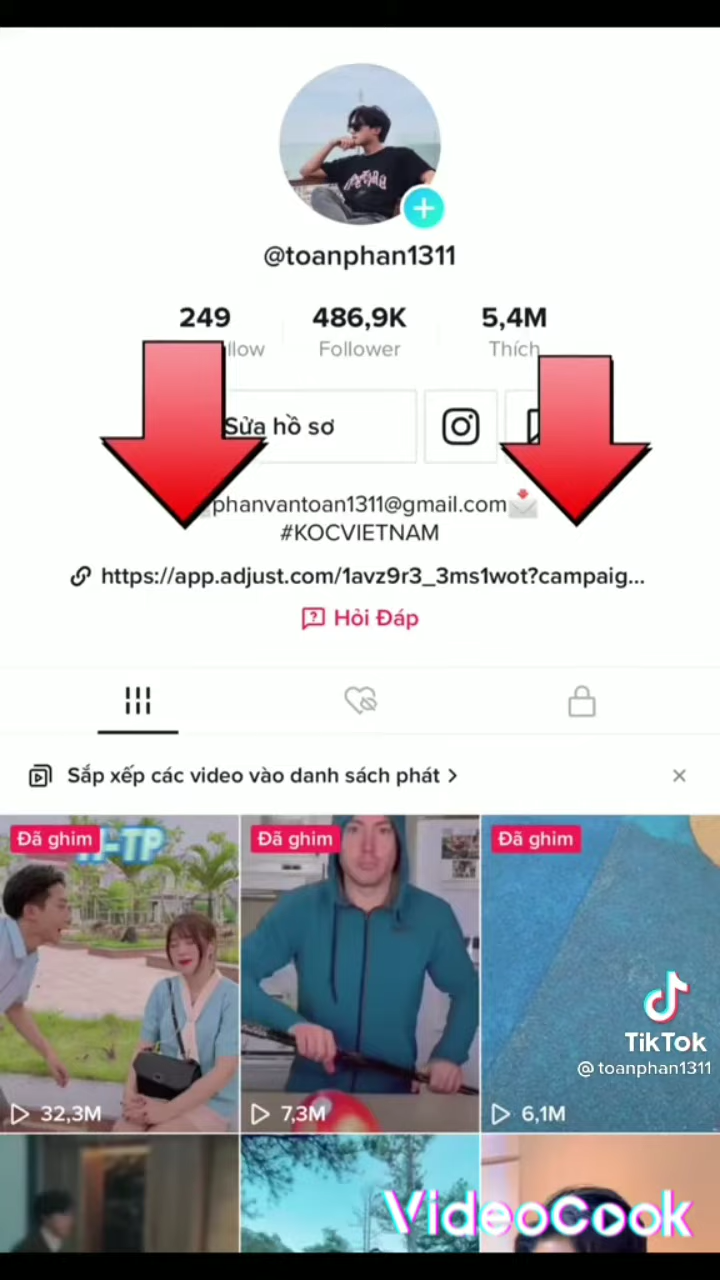 @toanphan1311
249 486,9K 5,4M
llow Follower Thích
Sửa hồ sơ
phanvantoan1311@gmail.com
#KOCVIETNAM
https://app.adjust.com/1avz9r3_3ms1wot?campaig...
Hỏi Đáp
Sắp xếp các video vào danh sách phát
Đã ghim Đã ghim Đã ghim
-TP
32,3M 7,3M 6,1M
TikTok
@toanphan1311
VideoCook